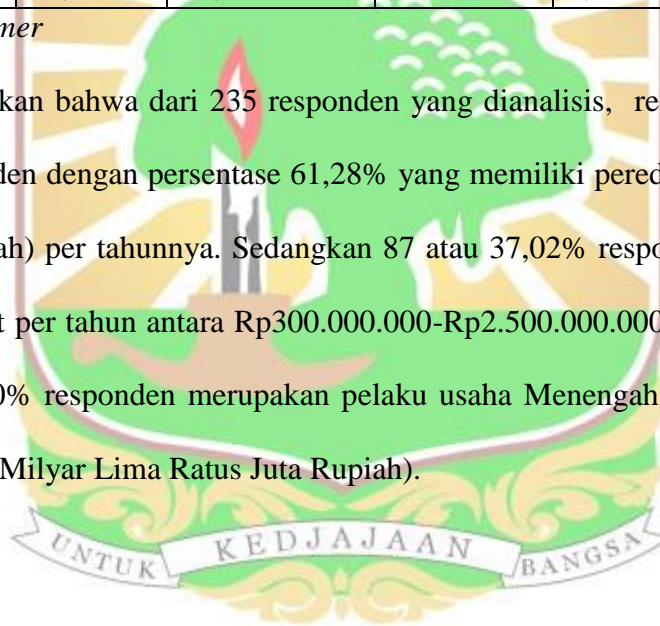 mer
kan bahwa dari 235 responden yang dianalisis, re
den dengan persentase 61,28% yang memiliki pered
ah) per tahunnya. Sedangkan 87 atau 37,02% respo
t per tahun antara Rp300.000.000-Rp2.500.000.000
0% responden merupakan pelaku usaha Menengah
Milyar Lima Ratus Juta Rupiah).
UNTUK KEDJAJAAN BANGSA